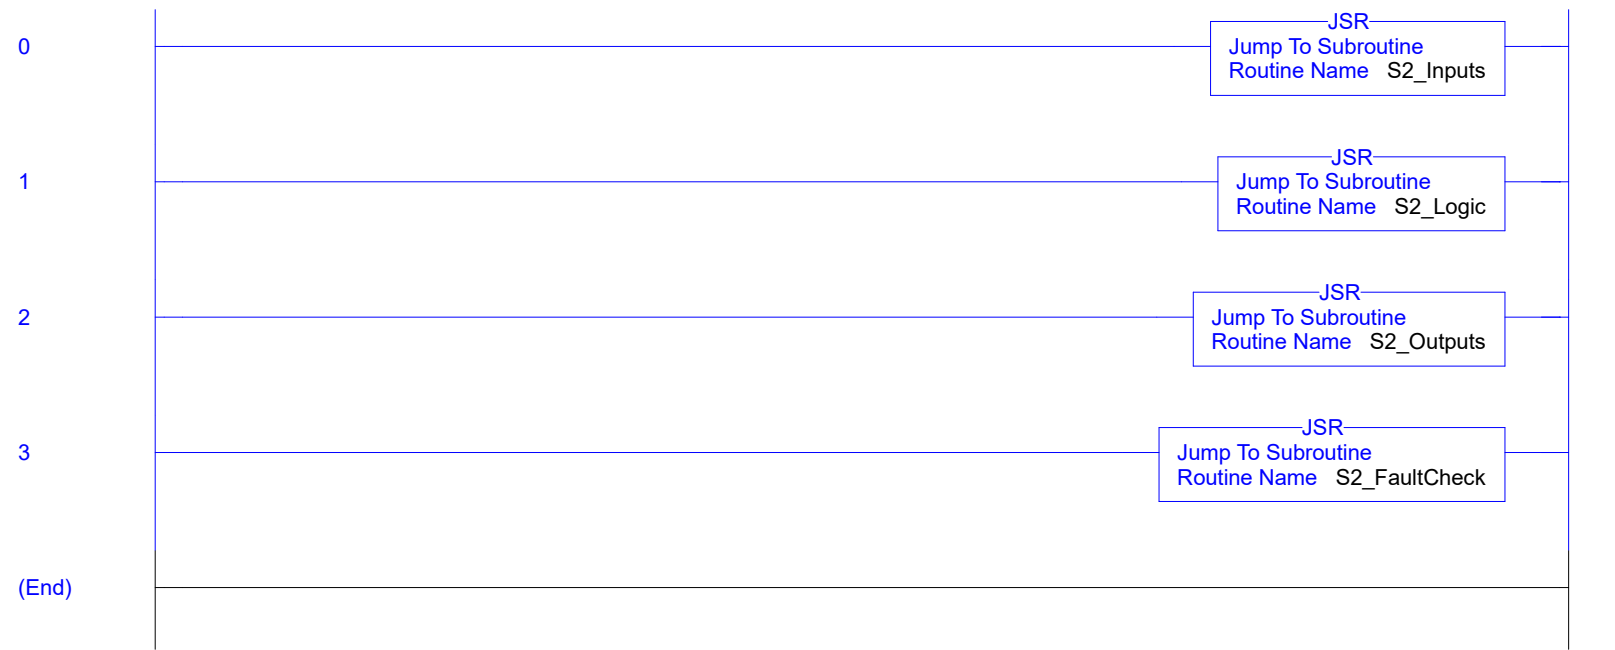 JSR
0
Jump To Subroutine
Routine Name S2_Inputs
JSR
1
Jump To Subroutine
Routine Name S2_Logic
JSR
2
Jump To Subroutine
Routine Name S2_Outputs
JSR
3
Jump To Subroutine
Routine Name S2_FaultCheck
(End)